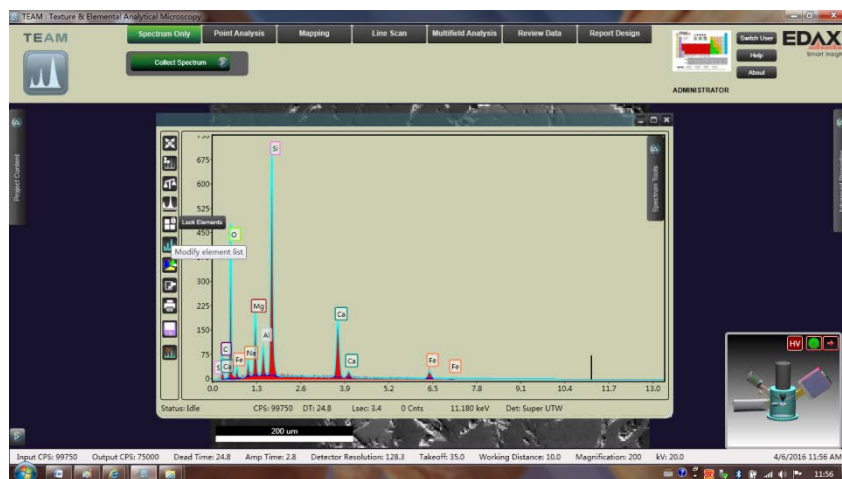 TEAM : Texture & Elemental Analytical Microscopy
TEAM
Spectrum Only Point Analysis Mapping Line Scan Multifield Analysis Review Data Report Design
Collect Spectrum
ADMINISTRATOR
Switch User
Help
About
EDAX
Smart Insight
Project Content
Spectrum Tools
Lock Elements
Modify element list
675
600
525
450
300
225
150
75
0
Si
O
Mg
Al
C
Na
Fe
Ca
Ca
Ca
Fe
Fe
0.0 1.3 2.6 3.9 5.2 6.5 7.8 9.1 10.4 11.7 13.0
Status: Idle CPS: 99750 DT: 24.8 Lsec: 3.4 0 Cnts 11.180 keV Det: Super UTW
200 um
HV
Input CPS: 99750 Output CPS: 75000 Dead Time: 24.8 Amp Time: 2.8 Detector Resolution: 128.3 Takeoff: 35.0 Working Distance: 10.0 Magnification: 200 kV: 20.0 4/6/2016 11:56 AM
11:56